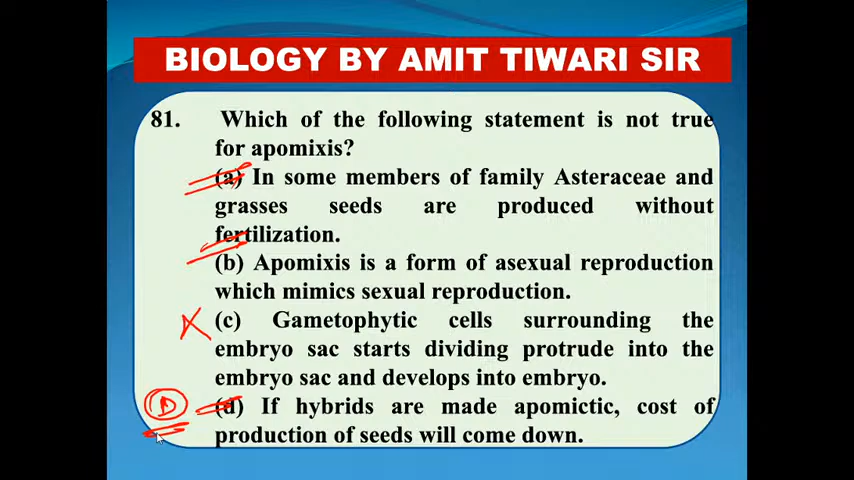 BIOLOGY BY AMIT TIWARI SIR
81. Which of the following statement is not true
for apomixis?
(a) In some members of family Asteraceae and
grasses seeds are produced without
fertilization.
(b) Apomixis is a form of asexual reproduction
which mimics sexual reproduction.
(c) Gametophytic cells surrounding the
embryo sac starts dividing protrude into the
embryo sac and develops into embryo.
D (d) If hybrids are made apomictic, cost of
production of seeds will come down.